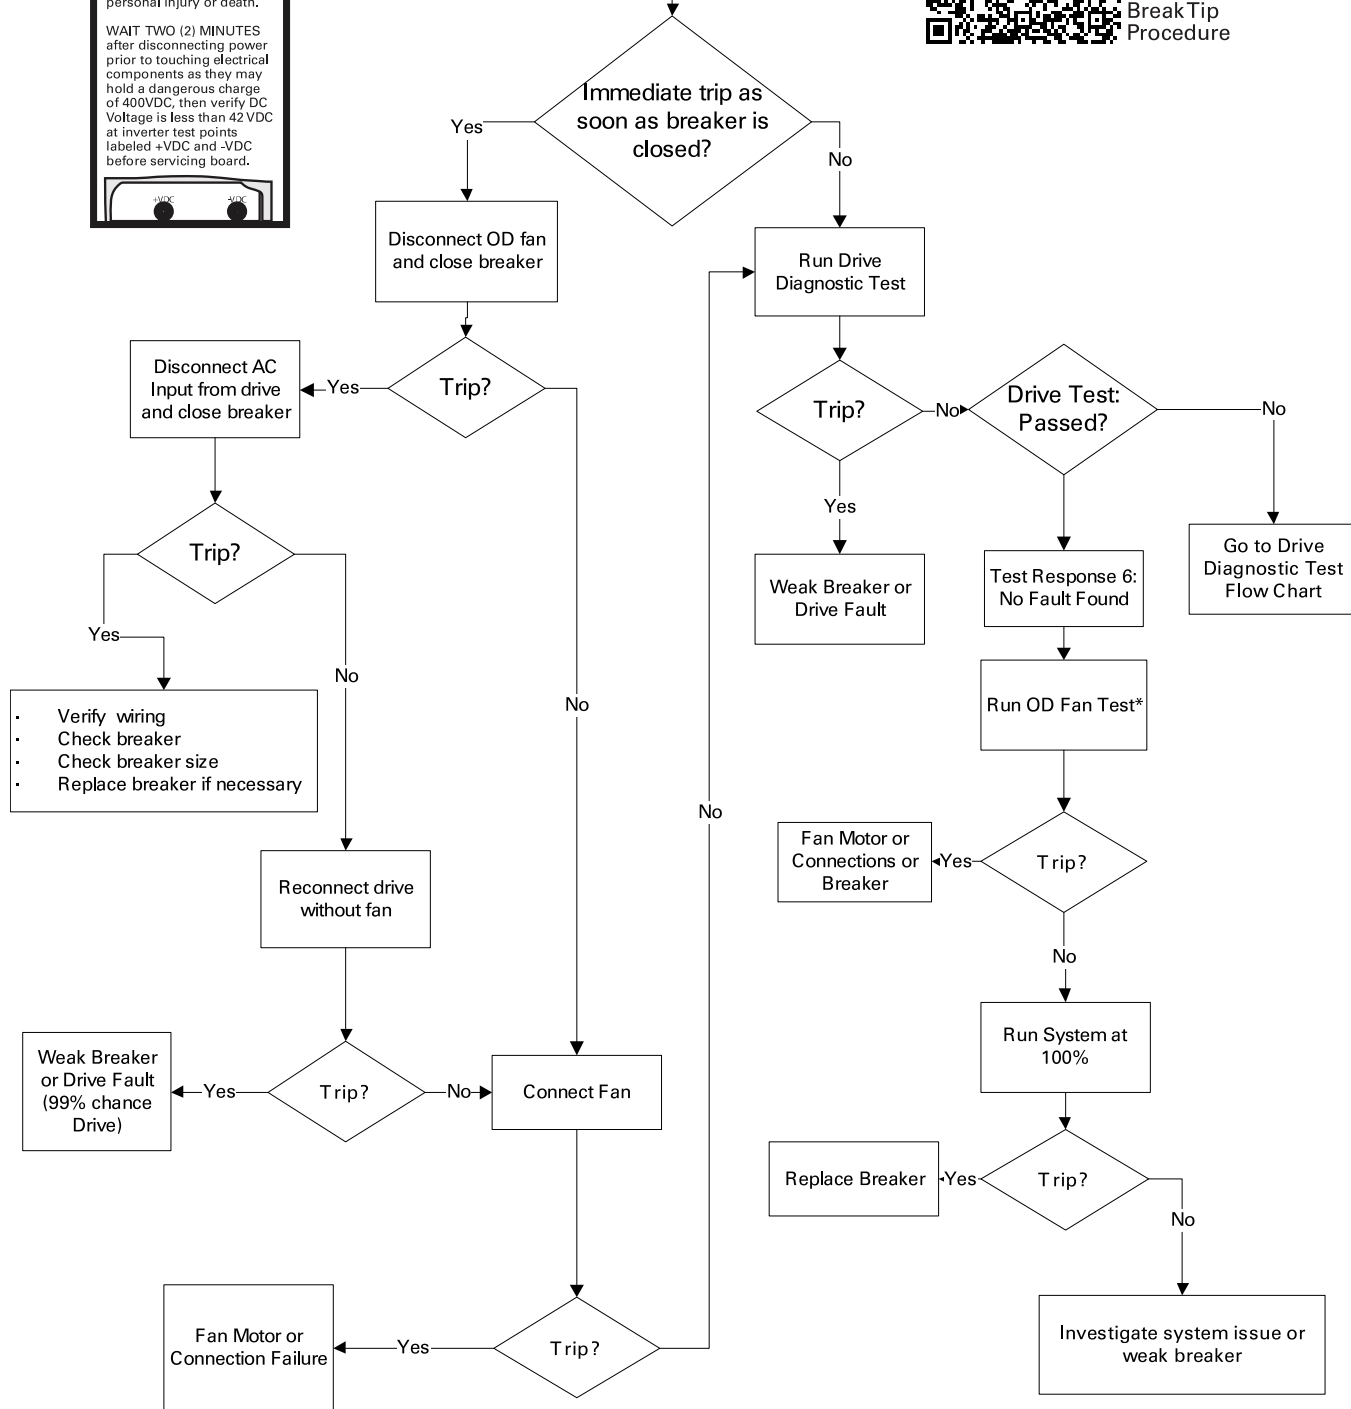 personal injury or death.
WAIT TWO (2) MINUTES
after disconnecting power
prior to touching electrical
components as they may
hold a dangerous charge
of 400VDC, then verify DC
Voltage is less than 42 VDC
at inverter test points
labeled +VDC and -VDC
before servicing board.
+VDC
-VDC
BreakTip
Procedure
Immediate trip as
soon as breaker is
closed?
Yes
No
Disconnect OD fan
and close breaker
Run Drive
Diagnostic Test
Disconnect AC
Input from drive
and close breaker
Yes
Trip?
Trip?
No
Drive Test:
Passed?
No
Trip?
Yes
No
No
Yes
Weak Breaker or
Drive Fault
Test Response 6:
No Fault Found
Go to Drive
Diagnostic Test
Flow Chart
· Verify wiring
· Check breaker
· Check breaker size
· Replace breaker if necessary
Run OD Fan Test*
No
Fan Motor or
Connections or
Breaker
Yes
Trip?
Reconnect drive
without fan
No
Run System at
100%
Weak Breaker
or Drive Fault
(99% chance
Drive)
Yes
Trip?
No
Connect Fan
Replace Breaker
Yes
Trip?
No
Fan Motor or
Connection Failure
Yes
Trip?
Investigate system issue or
weak breaker